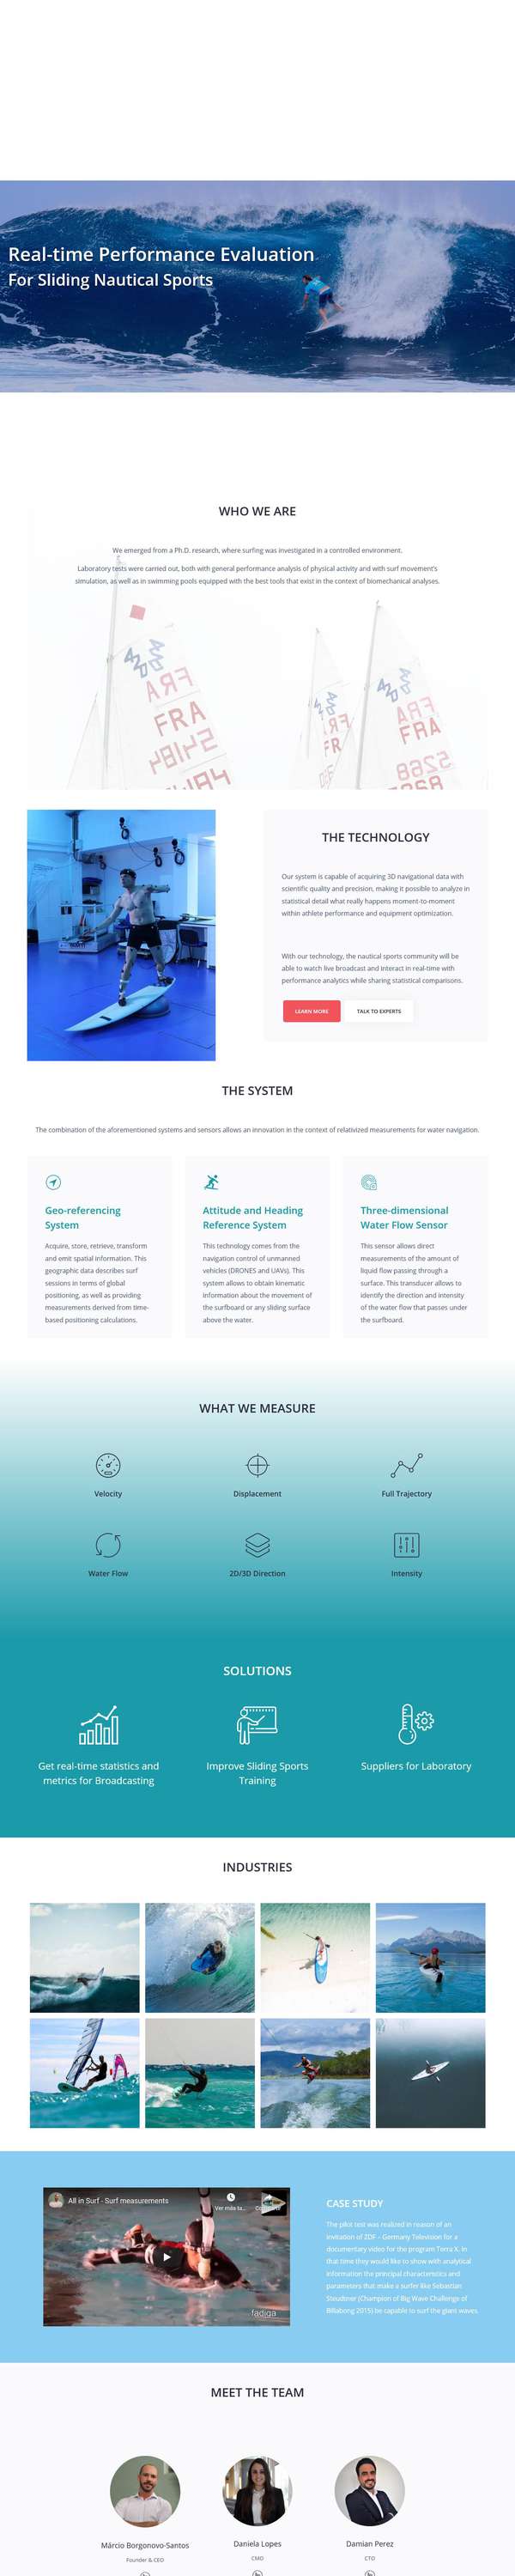 Real-time Performance Evaluation
For Sliding Nautical Sports
WHO WE ARE
We emerged from a Ph.D. research, where surfing was investigated in a controlled environment.
Laboratory tests were carried out, both with general performance analysis of physical activity and with surf movement's
simulation, as well as in swimming pools equipped with the best tools that exist in the context of biomechanical analyses.
FRA
FRA
FR
FRA
5268
THE TECHNOLOGY
Our system is capable of acquiring 3D navigational data with
scientific quality and precision, making it possible to analyze in
statistical detail what really happens moment-to-moment
within athlete performance and equipment optimization.
With our technology, the nautical sports community will be
able to watch live broadcast and interact in real-time with
performance analytics while sharing statistical comparisons.
LEARN MORE
TALK TO EXPERTS
THE SYSTEM
The combination of the aforementioned systems and sensors allows an innovation in the context of relativized measurements for water navigation.
Geo-referencing
System
Acquire, store, retrieve, transform
and emit spatial information. This
geographic data describes surf
sessions in terms of global
positioning, as well as providing
measurements derived from time-
based positioning calculations.
Attitude and Heading
Reference System
This technology comes from the
navigation control of unmanned
vehicles (DRONES and UAVs). This
system allows to obtain kinematic
information about the movement of
the surfboard or any sliding surface
above the water.
Three-dimensional
Water Flow Sensor
This sensor allows direct
measurements of the amount of
liquid flow passing through a
surface. This transducer allows to
identify the direction and intensity
of the water flow that passes under
the surfboard.
WHAT WE MEASURE
Velocity
Displacement
Full Trajectory
Water Flow
2D/3D Direction
Intensity
SOLUTIONS
Get real-time statistics and
metrics for Broadcasting
Improve Sliding Sports
Training
Suppliers for Laboratory
INDUSTRIES
All in Surf - Surf measurements
Ver más ta...
fadiga
CASE STUDY
The pilot test was realized in reason of an
invitation of ZDF – Germany Television for a
documentary video for the program Terra X, in
that time they would like to show with analytical
information the principal characteristics and
parameters that make a surfer like Sebastian
Steudtner (Champion of Big Wave Challenge of
Billabong 2015) be capable to surf the giant waves.
MEET THE TEAM
Márcio Borgonovo-Santos
Founder & CEO
Daniela Lopes
CMO
Damian Perez
CTO